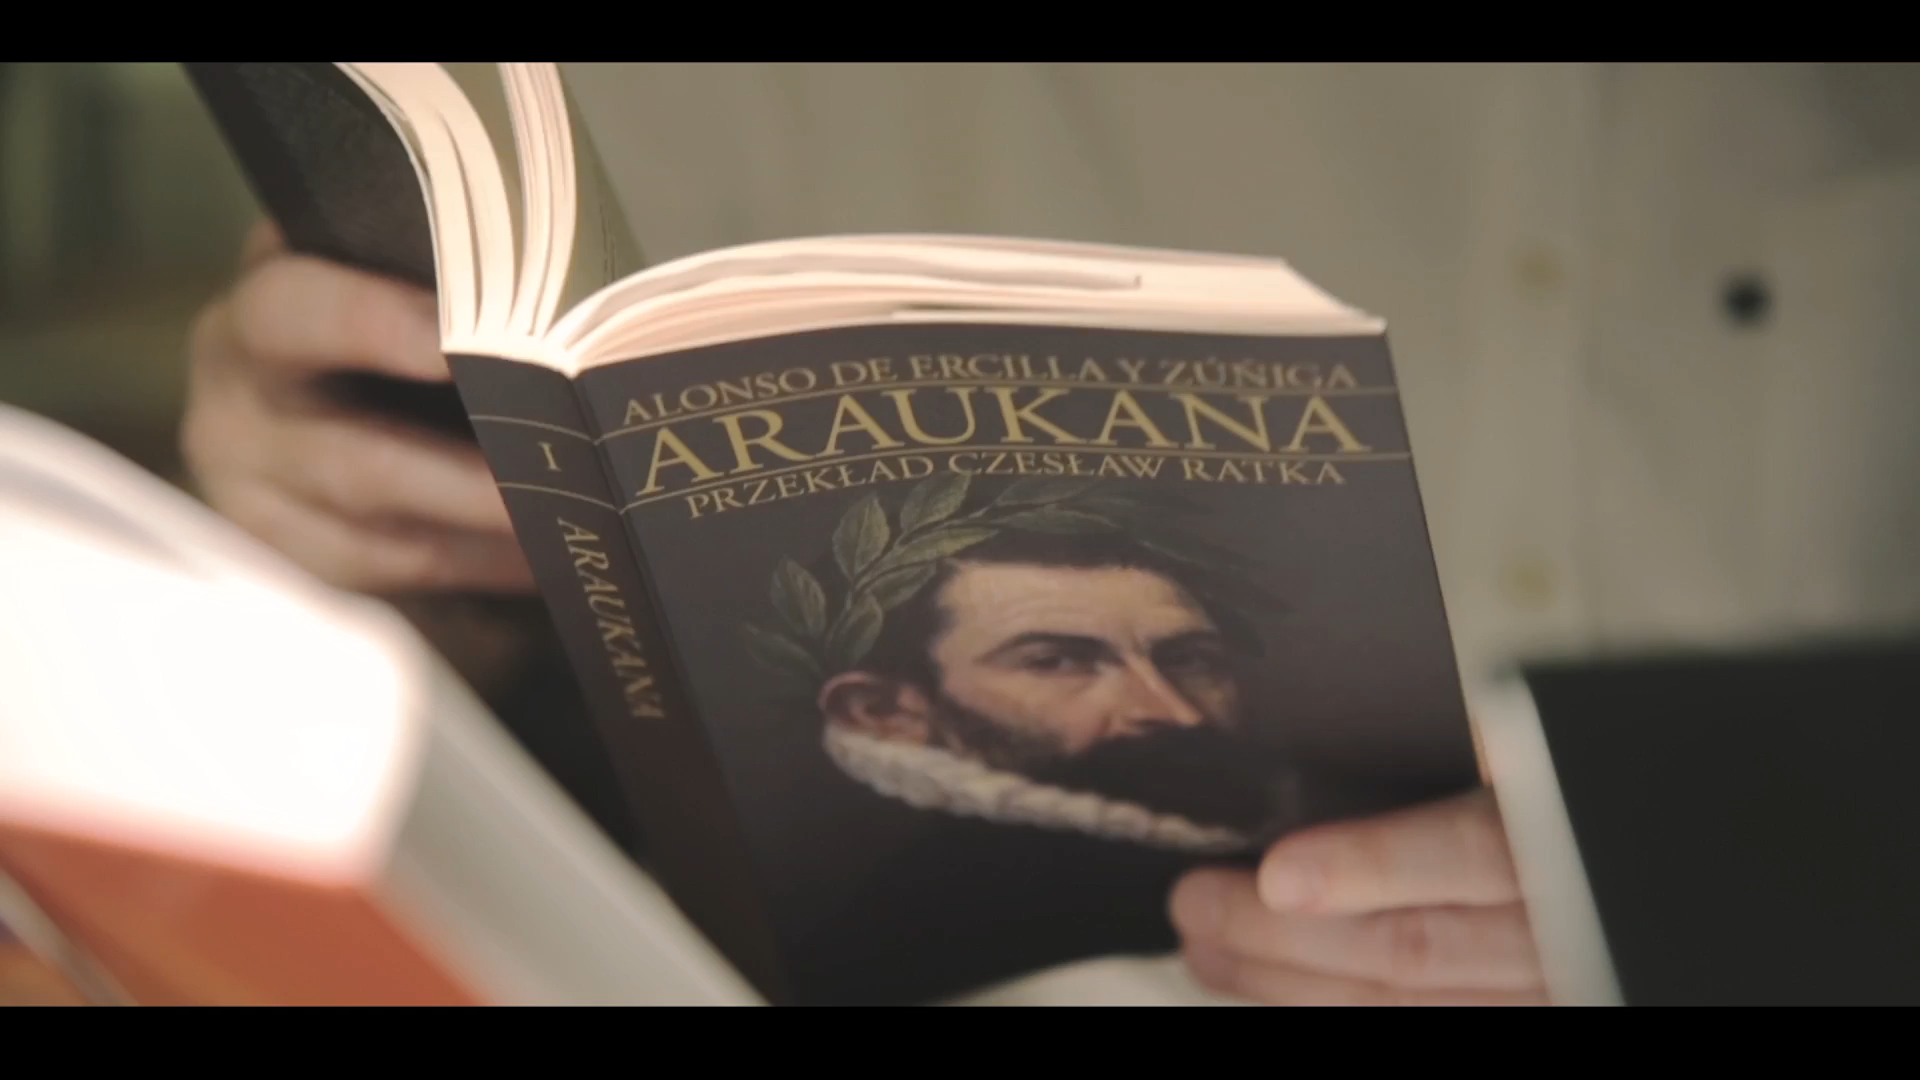 ALONSO DE ERCILLA Y ZÚÑIGA
ARAUKANA
PRZEKŁAD CZESŁAW RATKA
I
ARAUKANA